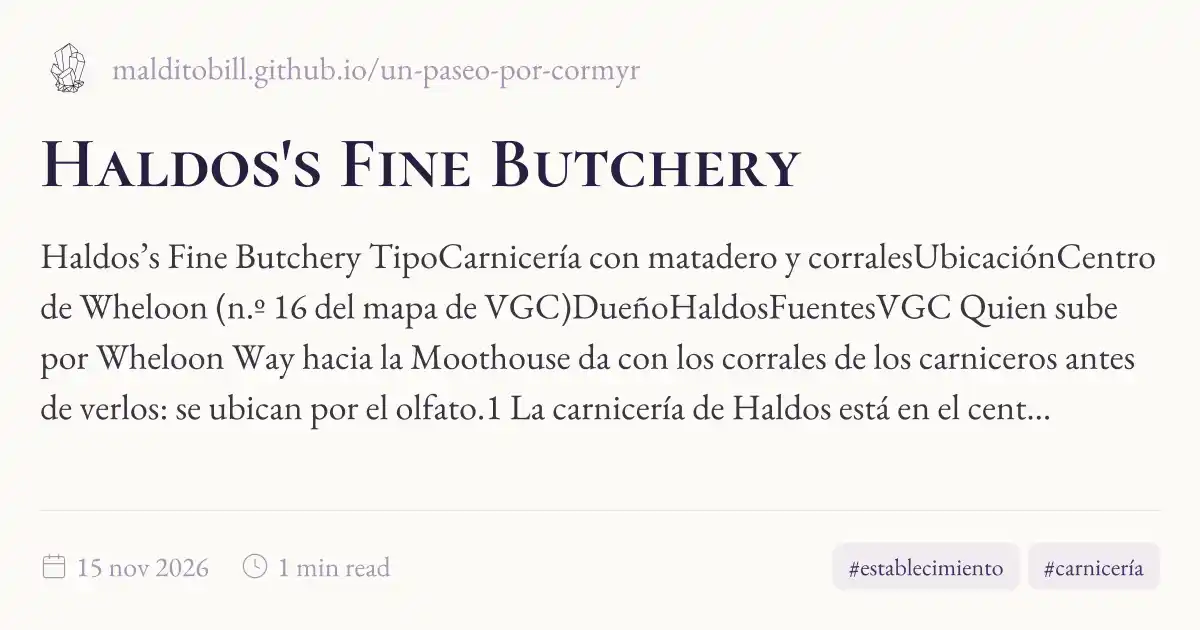 malditobill.github.io/un-paseo-por-cormyr
Haldos's Fine Butchery
Haldos’s Fine Butchery TipoCarnicería con matadero y corralesUbicaciónCentro
de Wheloon (n.º 16 del mapa de VGC)DueñoHaldosFuentesVGC Quien sube
por Wheloon Way hacia la Moothouse da con los corrales de los carniceros antes
de verlos: se ubican por el olfato.1 La carnicería de Haldos está en el cent...
15 nov 2026
1 min read
#establecimiento
#carnicería